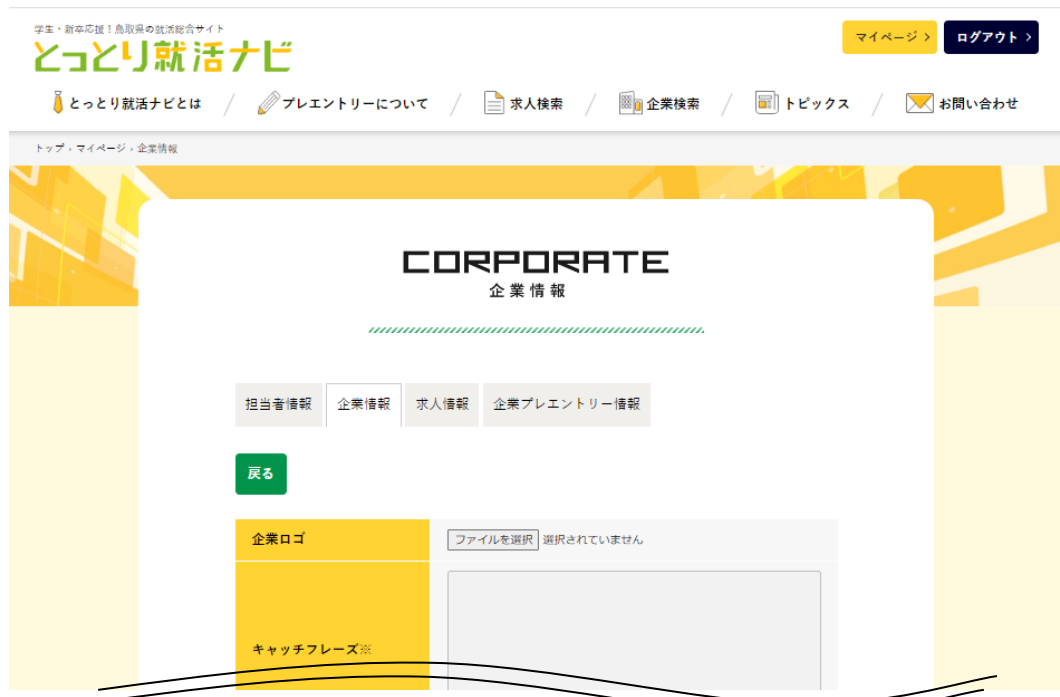 学生・新卒応援！鳥取県の就活総合サイト
とっとり就活ナビ
マイページ >
ログアウト >
とっとり就活ナビとは / プレエントリーについて / 求人検索 / 企業検索 / トピックス / お問い合わせ
トップ › マイページ › 企業情報
CORPORATE
企業情報
担当者情報 企業情報 求人情報 企業プレエントリー情報
戻る
企業ロゴ ファイルを選択 選択されていません
キャッチフレーズ※